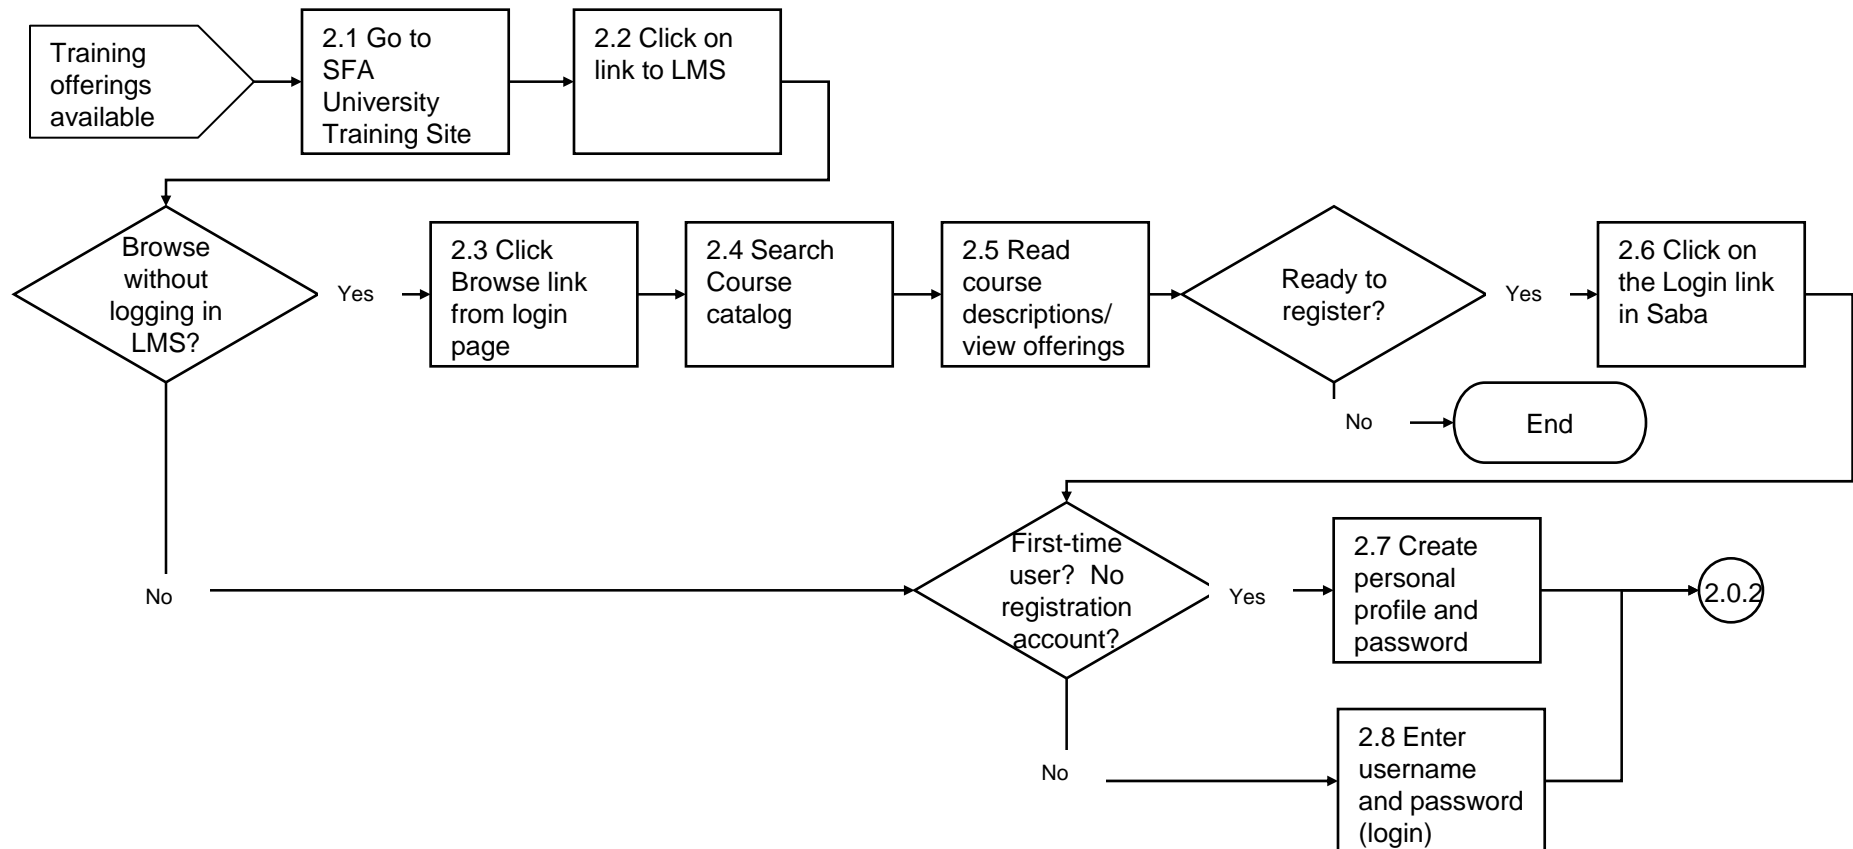 Training
offerings
available
2.1 Go to
SFA
University
Training Site
2.2 Click on
link to LMS
Browse
without
logging in
LMS?
Yes
2.3 Click
Browse link
from login
page
2.4 Search
Course
catalog
2.5 Read
course
descriptions/
view offerings
Ready to
register?
Yes
2.6 Click on
the Login link
in Saba
No
End
No
First-time
user? No
registration
account?
Yes
2.7 Create
personal
profile and
password
2.0.2
No
2.8 Enter
username
and password
(login)